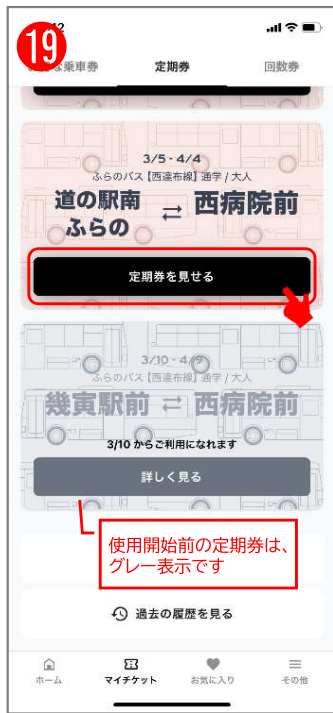 19
12
な乗車券 定期券 回数券
3/5 - 4/4
ふらのバス【西達布線】通学 / 大人
道の駅南ふらの ⇄ 西病院前
定期券を見せる
3/10 - 4/9
ふらのバス【西達布線】通学 / 大人
幾寅駅前 ⇄ 西病院前
3/10 からご利用になれます
詳しく見る
使用開始前の定期券は、
グレー表示です
過去の履歴を見る
ホーム マイチケット お気に入り その他